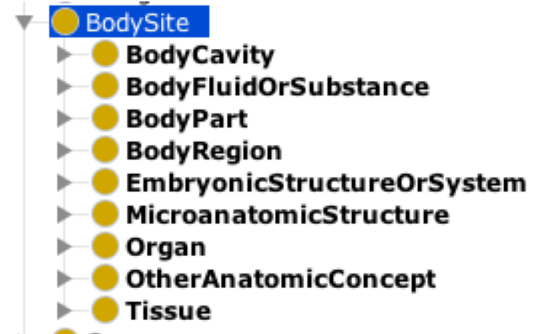 BodySite
BodyCavity
BodyFluidOrSubstance
BodyPart
BodyRegion
EmbryonicStructureOrSystem
MicroanatomicStructure
Organ
OtherAnatomicConcept
Tissue